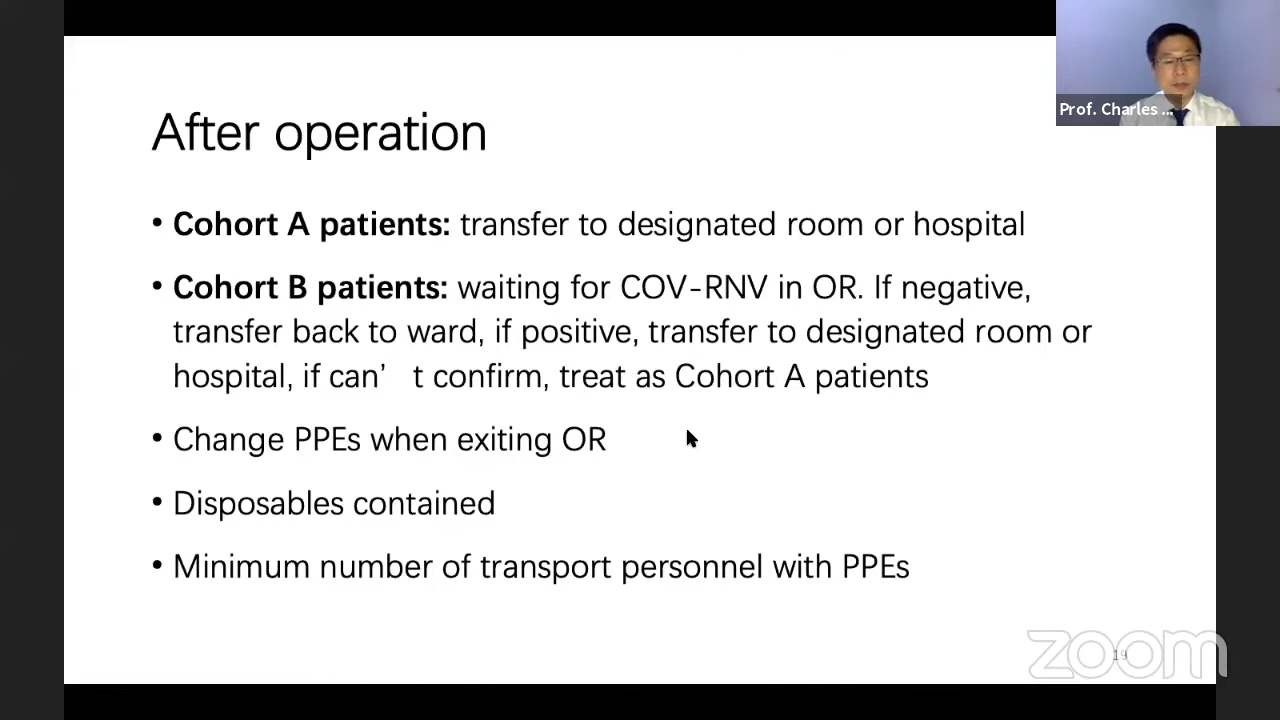 Prof. Charles ...
After operation
• Cohort A patients: transfer to designated room or hospital
• Cohort B patients: waiting for COV-RNV in OR. If negative,
transfer back to ward, if positive, transfer to designated room or
hospital, if can’ t confirm, treat as Cohort A patients
• Change PPEs when exiting OR
• Disposables contained
• Minimum number of transport personnel with PPEs
zoom
19